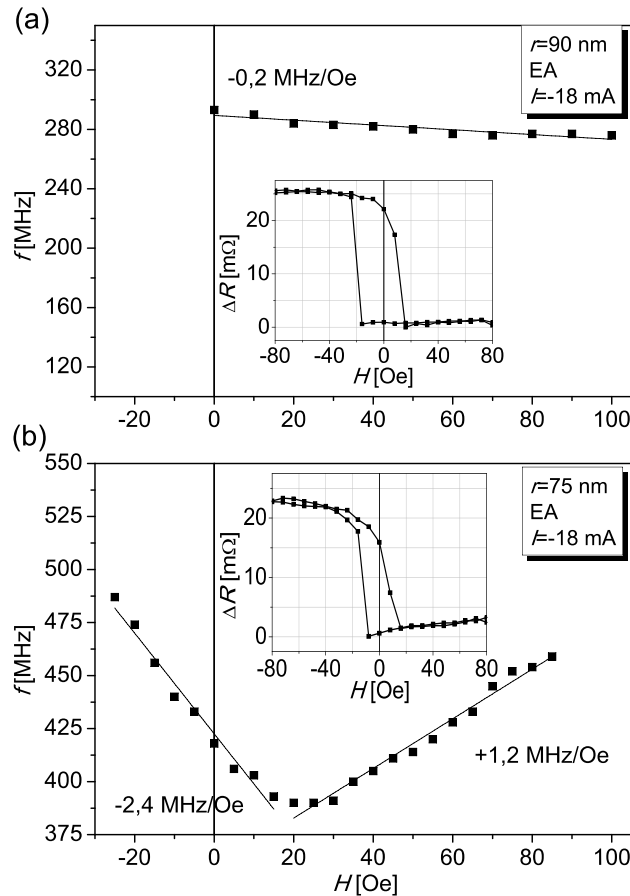 (a)
340
320
280
240
200
160
120
f [MHz]
-0,2 MHz/Oe
r=90 nm
EA
I=-18 mA
20
10
0
ΔR [mΩ]
-80 -40 0 40 80
H [Oe]
-20 0 20 40 60 80 100
(b)
550
525
500
475
450
425
400
375
f [MHz]
r=75 nm
EA
I=-18 mA
20
10
0
ΔR [mΩ]
-80 -40 0 40 80
H [Oe]
-2,4 MHz/Oe
+1,2 MHz/Oe
-20 0 20 40 60 80 100
H [Oe]